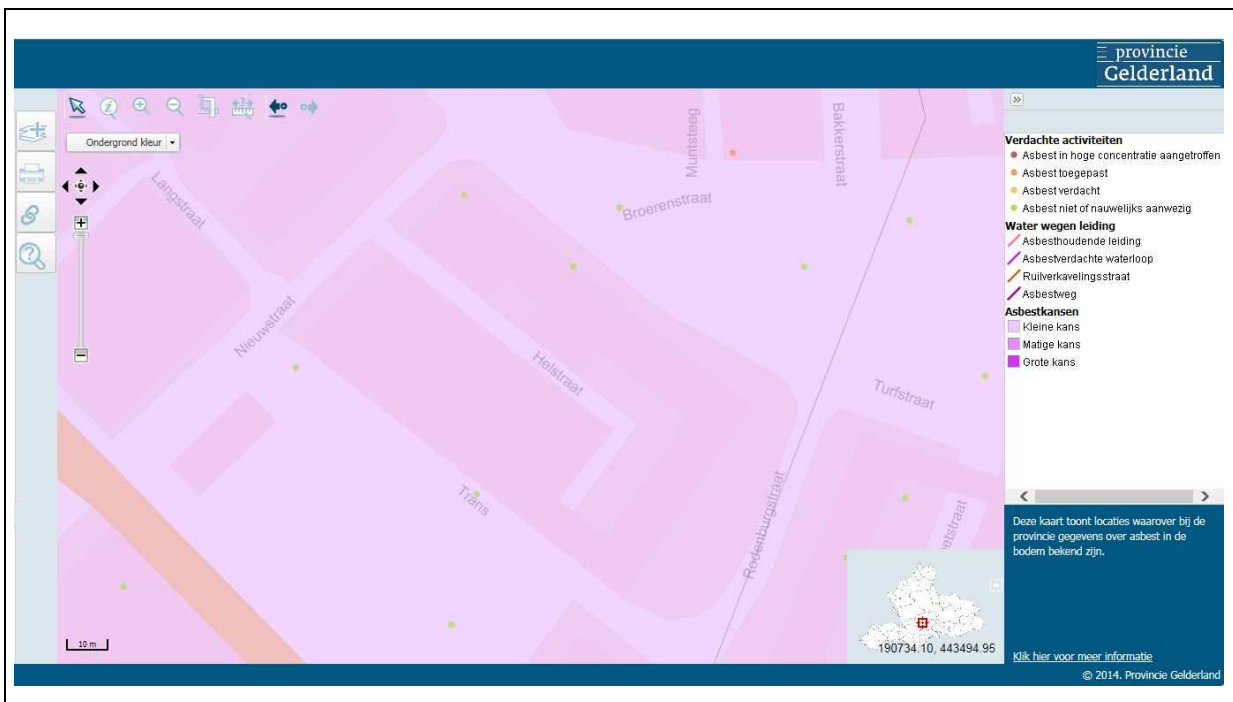 provincie
Gelderland
Ondergrond kleur
Langstraat
Nieuwstraat
Muntsteeg
Bakkerstraat
Broerenstraat
Helstraat
Turfstraat
Trans
Rodenburgstraat
etstraat
10 m
190734.10, 443494.95
Verdachte activiteiten
Asbest in hoge concentratie aangetroffen
Asbest toegepast
Asbest verdacht
Asbest niet of nauwelijks aanwezig
Water wegen leiding
Asbesthoudende leiding
Asbestverdachte waterloop
Ruilverkavelingsstraat
Asbestweg
Asbestkansen
Kleine kans
Matige kans
Grote kans
Deze kaart toont locaties waarover bij de
provincie gegevens over asbest in de
bodem bekend zijn.
Klik hier voor meer informatie
© 2014. Provincie Gelderland